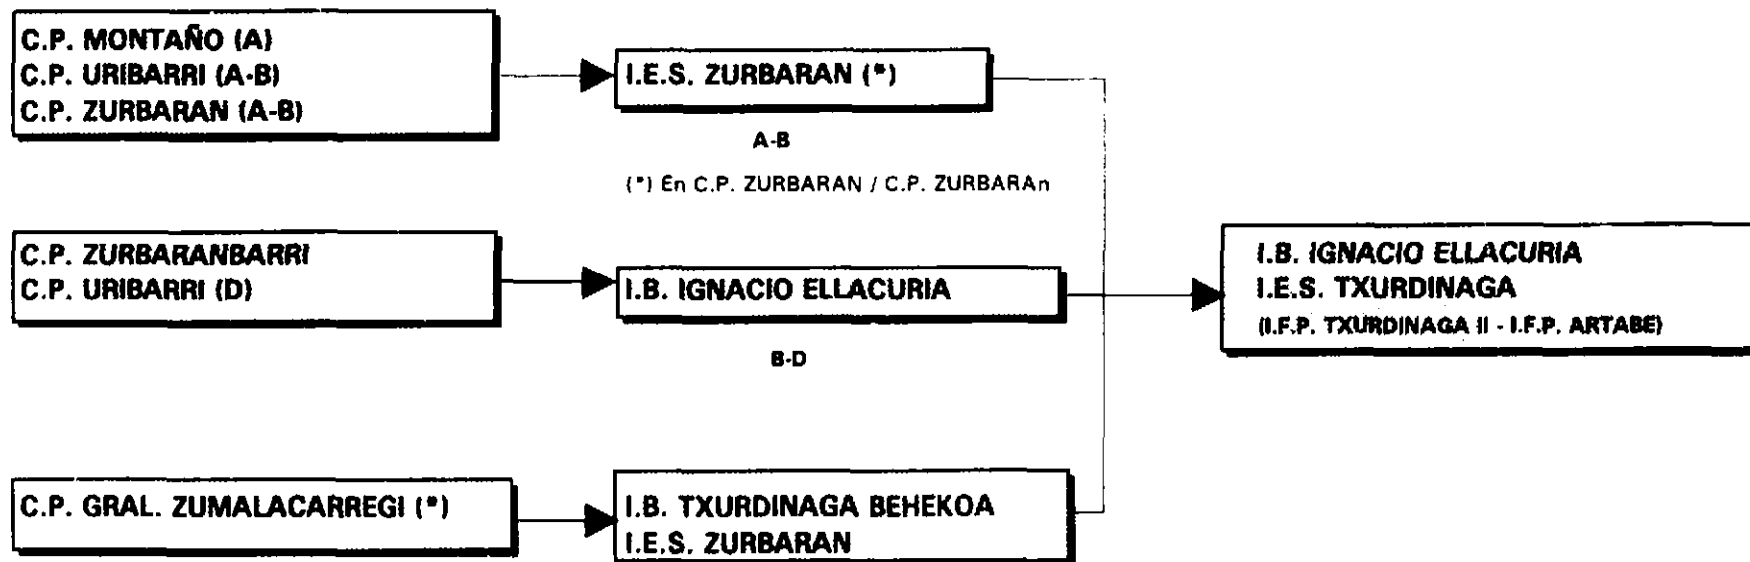 C.P. MONTAÑO (A)
C.P. URIBARRI (A-B)
C.P. ZURBARAN (A-B)
I.E.S. ZURBARAN (*)
A-B
(*) En C.P. ZURBARAN / C.P. ZURBARAn
C.P. ZURBARANBARRI
C.P. URIBARRI (D)
I.B. IGNACIO ELLACURIA
B-D
I.B. IGNACIO ELLACURIA
I.E.S. TXURDINAGA
(I.F.P. TXURDINAGA II - I.F.P. ARTABE)
C.P. GRAL. ZUMALACARREGI (*)
I.B. TXURDINAGA BEHEKOA
I.E.S. ZURBARAN